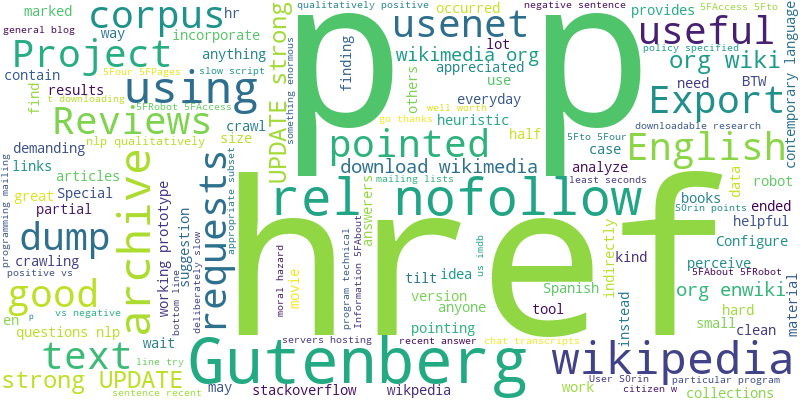 marked
corpus
hr
way
general blog
incorporate
Project
anything
5Four 5FPages
slow script
contain
using
results
t downloading
5FRobot 5FAccess
find
Reviews
crawl
demanding
nlp qualitatively
size
links
articles
great
Special
partial
archive
requests
suggestion
working prototype
appropriate subset
programming mailing
dump
crawling
positive vs
bottom line
deliberately slow
good
vs negative
p
en
questions nlp
wait
text
line try
strong UPDATE
may
sentence recent
qualitatively positive
occurred
negative sentence
UPDATE strong
something enormous
p p
usenet
wikimedia org
lot
finding
appreciated
others
use
everyday
well worth
go thanks
heuristic
pointed
half
download wikimedia
mailing lists
answerers
rel nofollow
href
moral hazard
movie
program technical
Information 5FAbout
tilt
idea
version
anyone
pointing
us imdb
Spanish
kind
tool
indirectly
instead
servers hosting
recent answer
chat transcripts
Gutenberg
stackoverflow
wikpedia
provides
5FAccess 5Fto
useful
policy specified
org wiki
need
BTW
Export
contemporary language
downloadable research
5Fto 5Four
case
English
analyze
least seconds
data
robot
books
ended
SOrin points
helpful
Configure
perceive
5FAbout 5FRobot
org enwiki
hard
small
clean
material
wikipedia
User SOrin
particular program
work
citizen w
collections